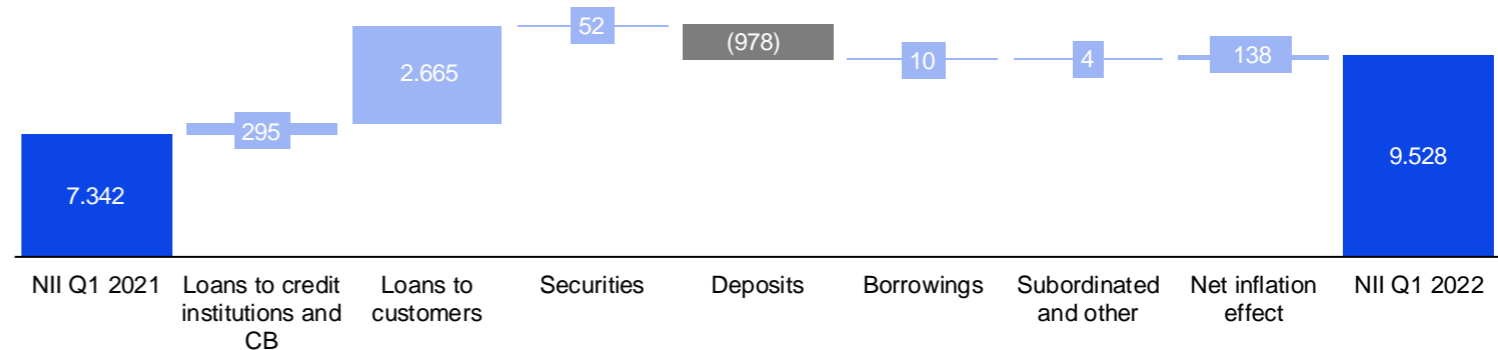 52
(978)
10
4
138
2.665
295
7.342
9.528
NII Q1 2021
Loans to credit
institutions and
CB
Loans to
customers
Securities
Deposits
Borrowings
Subordinated
and other
Net inflation
effect
NII Q1 2022